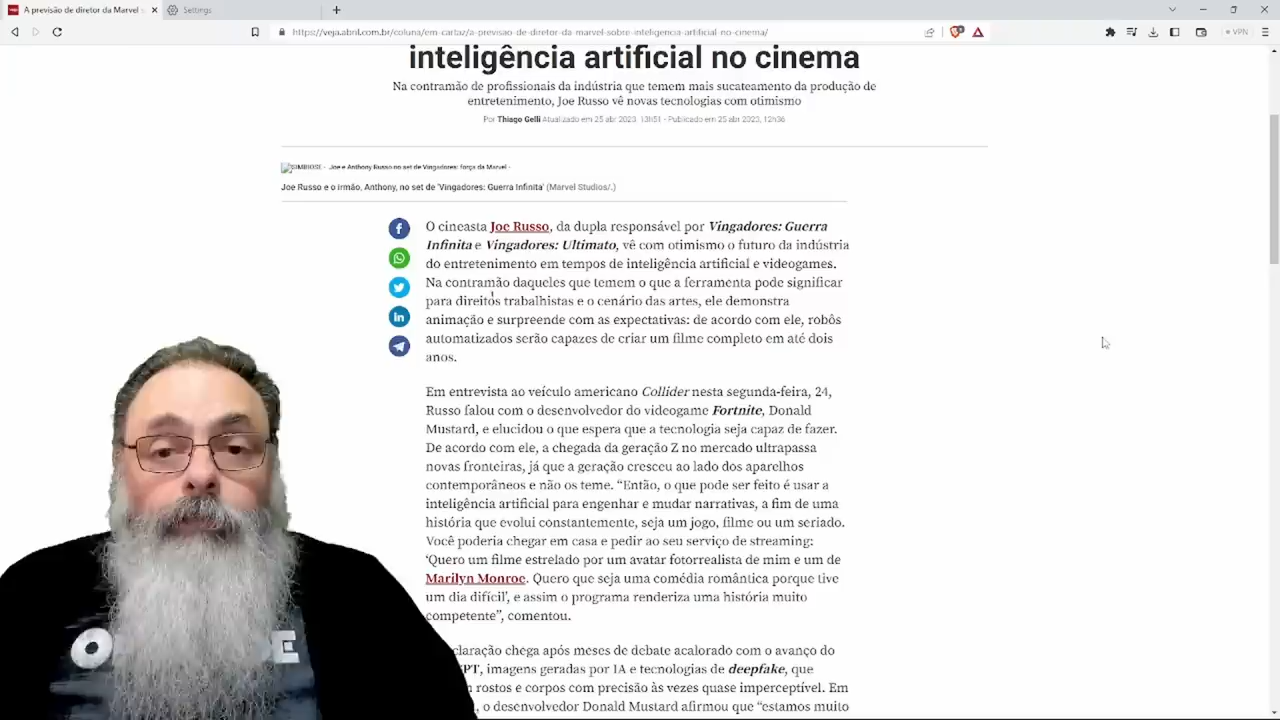 A previsão de diretor da Marvel
Settings
https://veja.abril.com.br/coluna/em-cartaz/a-previsao-de-diretor-da-marvel-sobre-inteligencia-artificial-no-cinema/
VPN
inteligência artificial no cinema
Na contramão de profissionais da indústria que temem mais sucateamento da produção de
entretenimento, Joe Russo vê novas tecnologias com otimismo
Por Thiago Gelli Atualizado em 25 abr 2023, 13h51 - Publicado em 25 abr 2023, 12h36
SIMBIOSE - Joe e Anthony Russo no set de Vingadores: força da Marvel -
Joe Russo e o irmão, Anthony, no set de 'Vingadores: Guerra Infinita' (Marvel Studios/.)
O cineasta Joe Russo, da dupla responsável por Vingadores: Guerra
Infinita e Vingadores: Ultimato, vê com otimismo o futuro da indústria
do entretenimento em tempos de inteligência artificial e videogames.
Na contramão daqueles que temem o que a ferramenta pode significar
para direitos trabalhistas e o cenário das artes, ele demonstra
animação e surpreende com as expectativas: de acordo com ele, robôs
automatizados serão capazes de criar um filme completo em até dois
anos.
Em entrevista ao veículo americano Collider nesta segunda-feira, 24,
Russo falou com o desenvolvedor do videogame Fortnite, Donald
Mustard, e elucidou o que espera que a tecnologia seja capaz de fazer.
De acordo com ele, a chegada da geração Z no mercado ultrapassa
novas fronteiras, já que a geração cresceu ao lado dos aparelhos
contemporâneos e não os teme. “Então, o que pode ser feito é usar a
inteligência artificial para engenhar e mudar narrativas, a fim de uma
história que evolui constantemente, seja um jogo, filme ou um seriado.
Você poderia chegar em casa e pedir ao seu serviço de streaming:
‘Quero um filme estrelado por um avatar fotorrealista de mim e um de
Marilyn Monroe. Quero que seja uma comédia romântica porque tive
um dia difícil’, e assim o programa renderiza uma história muito
competente”, comentou.
claração chega após meses de debate acalorado com o avanço do
PT, imagens geradas por IA e tecnologias de deepfake, que
rostos e corpos com precisão às vezes quase imperceptível. Em
, o desenvolvedor Donald Mustard afirmou que “estamos muito